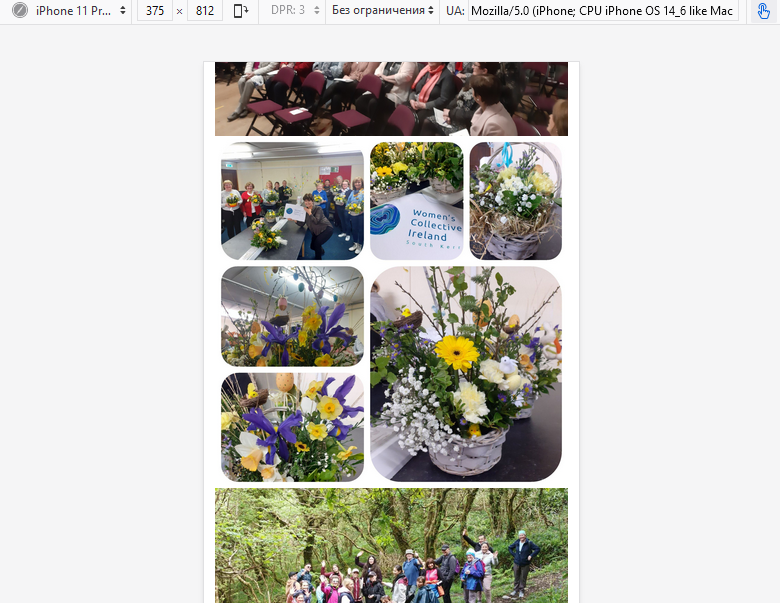 iPhone 11 Pr...
375
×
812
DPR: 3
Без ограничения
UA:
Mozilla/5.0 (iPhone; CPU iPhone OS 14_6 like Mac
Women's
Collective
Ireland
South Kerr